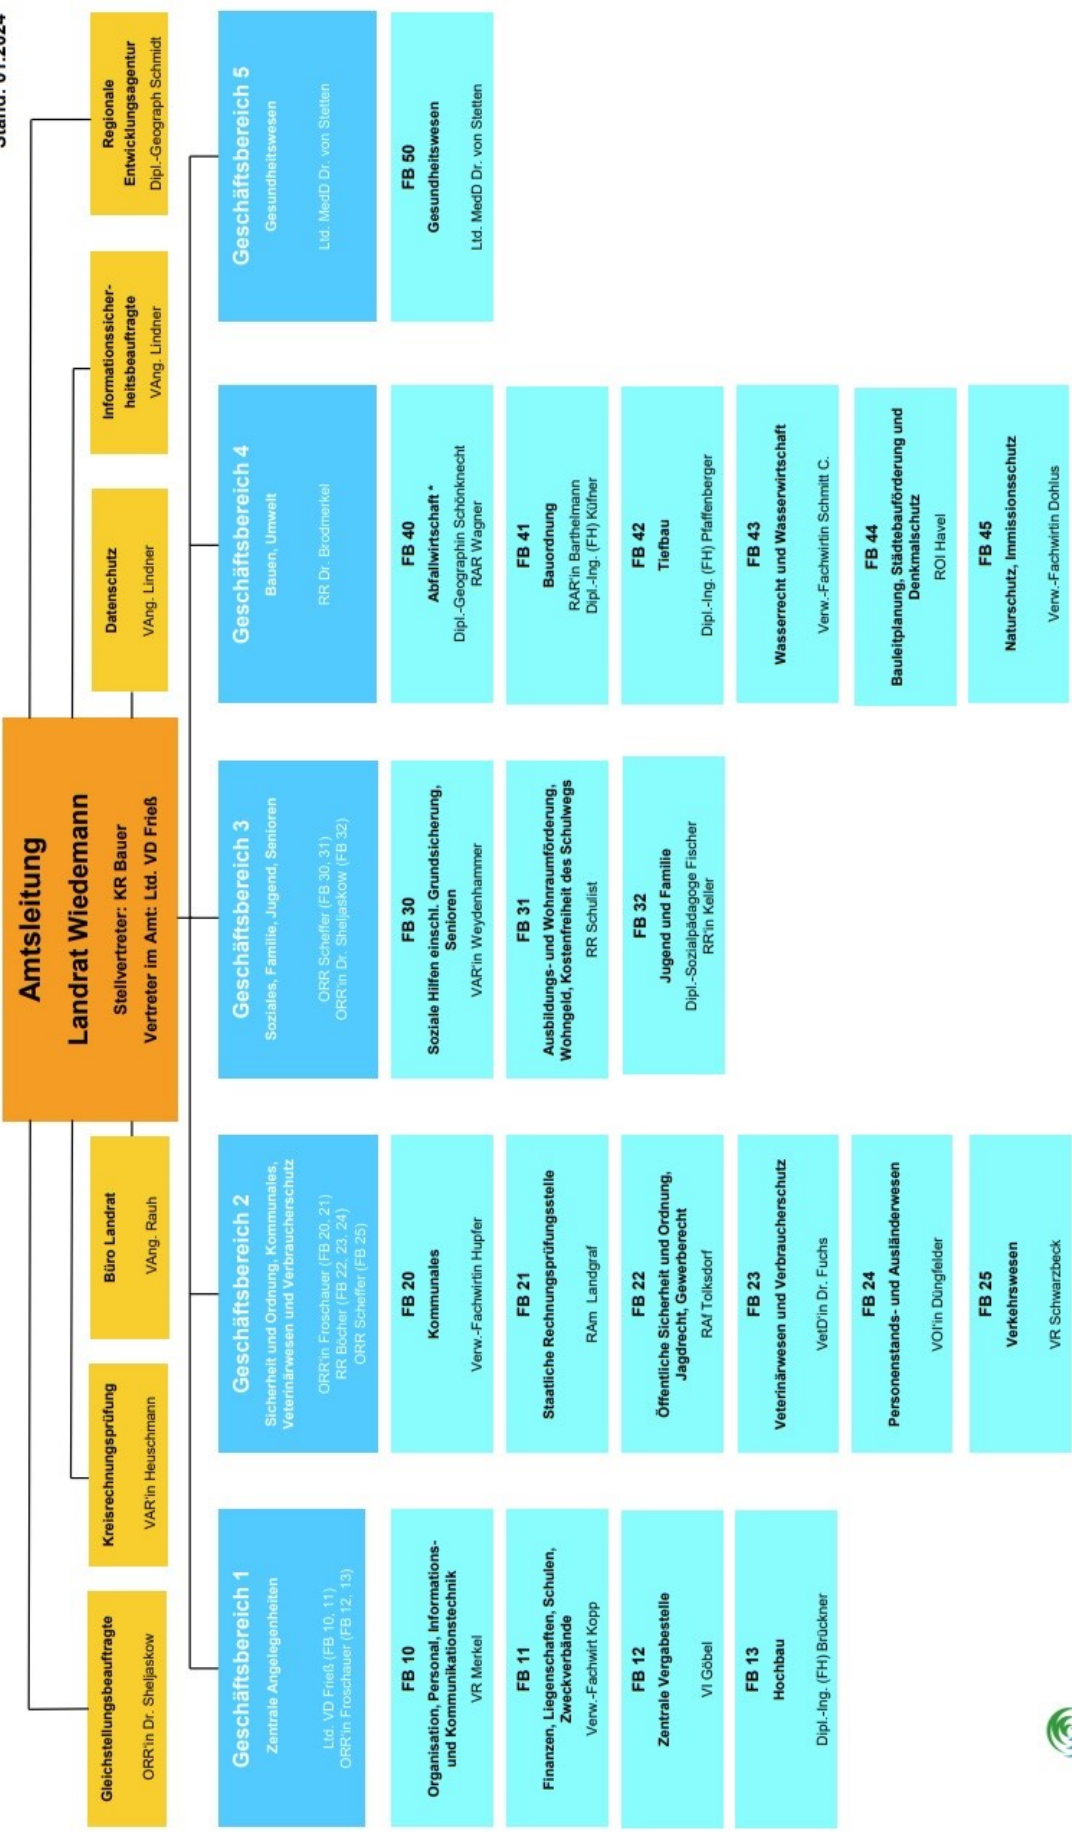 Stand: 01.2024
Amtsleitung
Landrat Wiedemann
Stellvertreter: KR Bauer
Vertreter im Amt: Ltd. VD Frieß
Gleichstellungsbeauftragte
ORR'in Dr. Sheljaskow
Kreisrechnungsprüfung
VAR'in Heuschmann
Büro Landrat
VAng. Rauh
Datenschutz
VAng. Lindner
Informationssicher-
heitsbeauftragte
VAng. Lindner
Regionale
Entwicklungsagentur
Dipl.-Geograph Schmidt
Geschäftsbereich 1
Zentrale Angelegenheiten
Ltd. VD Frieß (FB 10, 11)
ORR'in Froschauer (FB 12, 13)
FB 10
Organisation, Personal, Informations-
und Kommunikationstechnik
VR Merkel
FB 11
Finanzen, Liegenschaften, Schulen,
Zweckverbände
Verw.-Fachwirt Kopp
FB 12
Zentrale Vergabestelle
VI Göbel
FB 13
Hochbau
Dipl.-Ing. (FH) Brückner
Geschäftsbereich 2
Sicherheit und Ordnung, Kommunales,
Veterinärwesen und Verbraucherschutz
ORR'in Froschauer (FB 20, 21)
RR Böcher (FB 22, 23, 24)
ORR Scheffer (FB 25)
FB 20
Kommunales
Verw.-Fachwirtin Hupfer
FB 21
Staatliche Rechnungsprüfungsstelle
RAm Landgraf
FB 22
Öffentliche Sicherheit und Ordnung,
Jagdrecht, Gewerberecht
RAf Tolksdorf
FB 23
Veterinärwesen und Verbraucherschutz
VetD'in Dr. Fuchs
FB 24
Personenstands- und Ausländerwesen
VOI'in Düngfelder
FB 25
Verkehrswesen
VR Schwarzbeck
Geschäftsbereich 3
Soziales, Familie, Jugend, Senioren
ORR Scheffer (FB 30, 31)
ORR'in Dr. Sheljaskow (FB 32)
FB 30
Soziale Hilfen einschl. Grundsicherung,
Senioren
VAR'in Weydenhammer
FB 31
Ausbildungs- und Wohnraumförderung,
Wohngeld, Kostenfreiheit des Schulwegs
RR Schulist
FB 32
Jugend und Familie
Dipl.-Sozialpädagoge Fischer
RR'in Keller
Geschäftsbereich 4
Bauen, Umwelt
RR Dr. Brodmerkel
FB 40
Abfallwirtschaft *
Dipl.-Geographin Schönknecht
RAR Wagner
FB 41
Bauordnung
RAR'in Barthelmann
Dipl.-Ing. (FH) Küfner
FB 42
Tiefbau
Dipl.-Ing. (FH) Pfaffenberger
FB 43
Wasserrecht und Wasserwirtschaft
Verw.-Fachwirtin Schmitt C.
FB 44
Bauleitplanung, Städtebauförderung und
Denkmalschutz
ROI Havel
FB 45
Naturschutz, Immissionsschutz
Verw.-Fachwirtin Dohlus
Geschäftsbereich 5
Gesundheitswesen
Ltd. MedD Dr. von Stetten
FB 50
Gesundheitswesen
Ltd. MedD Dr. von Stetten